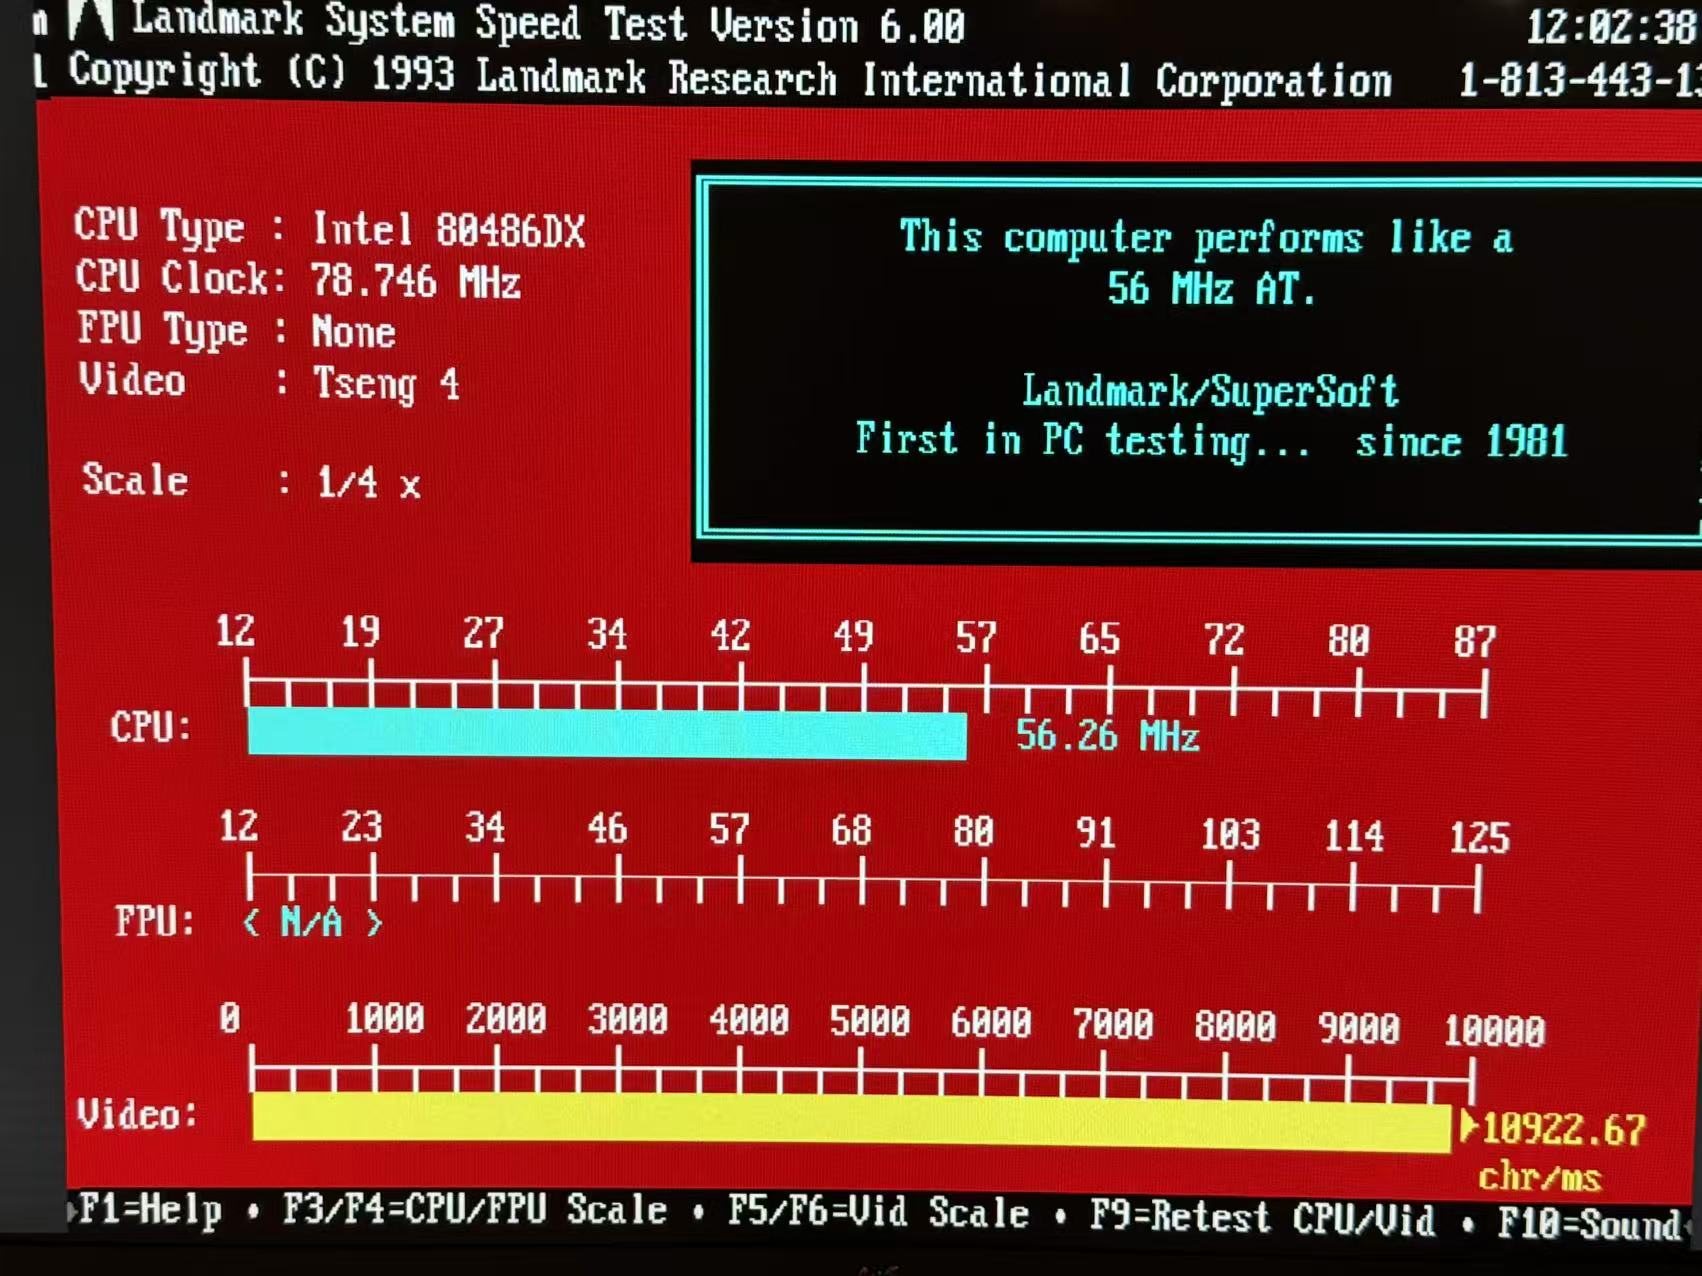 Landmark System Speed Test Version 6.00 12:02:38
Copyright (C) 1993 Landmark Research International Corporation 1-813-443-13
CPU Type : Intel 80486DX
CPU Clock: 78.746 MHz
FPU Type : None
Video : Tseng 4
Scale : 1/4 x
This computer performs like a
56 MHz AT.
Landmark/SuperSoft
First in PC testing... since 1981
12 19 27 34 42 49 57 65 72 80 87
CPU: 56.26 MHz
12 23 34 46 57 68 80 91 103 114 125
FPU: < N/A >
0 1000 2000 3000 4000 5000 6000 7000 8000 9000 10000
Video: 10922.67
chr/ms
F1=Help • F3/F4=CPU/FPU Scale • F5/F6=Vid Scale • F9=Retest CPU/Vid • F10=Sound